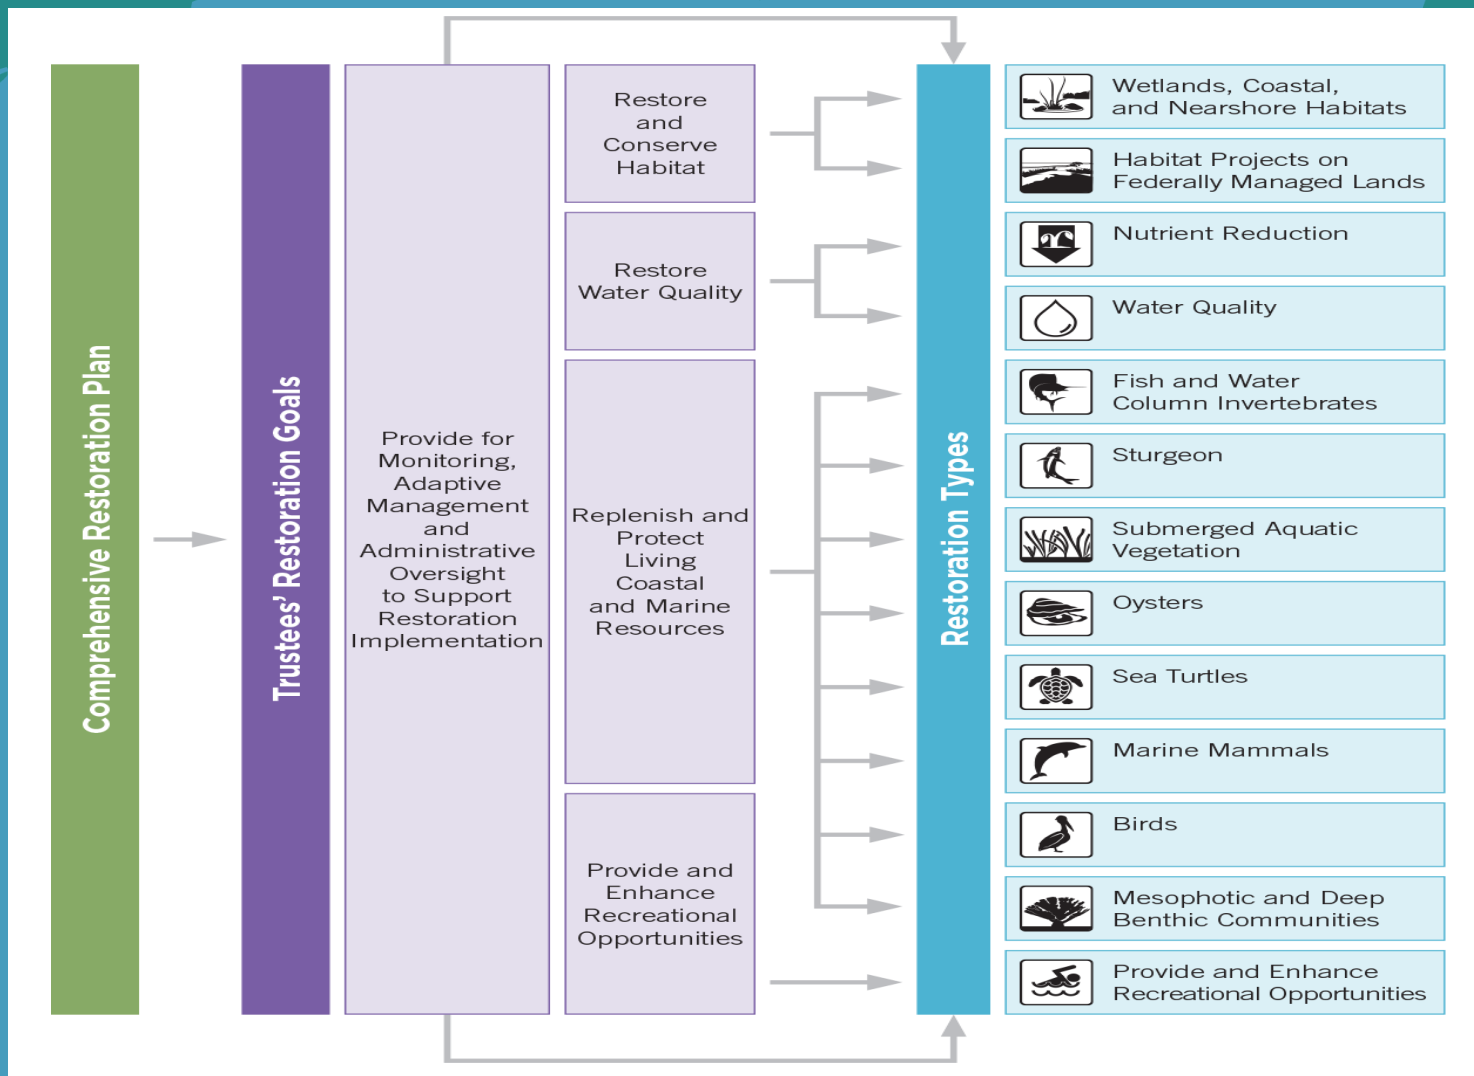 Comprehensive Restoration Plan
Trustees’ Restoration Goals
Provide for
Monitoring,
Adaptive
Management
and
Administrative
Oversight
to Support
Restoration
Implementation
Restore
and
Conserve
Habitat
Restore
Water Quality
Replenish and
Protect
Living
Coastal
and Marine
Resources
Provide and
Enhance
Recreational
Opportunities
Restoration Types
Wetlands, Coastal,
and Nearshore Habitats
Habitat Projects on
Federally Managed Lands
Nutrient Reduction
Water Quality
Fish and Water
Column Invertebrates
Sturgeon
Submerged Aquatic
Vegetation
Oysters
Sea Turtles
Marine Mammals
Birds
Mesophotic and Deep
Benthic Communities
Provide and Enhance
Recreational Opportunities